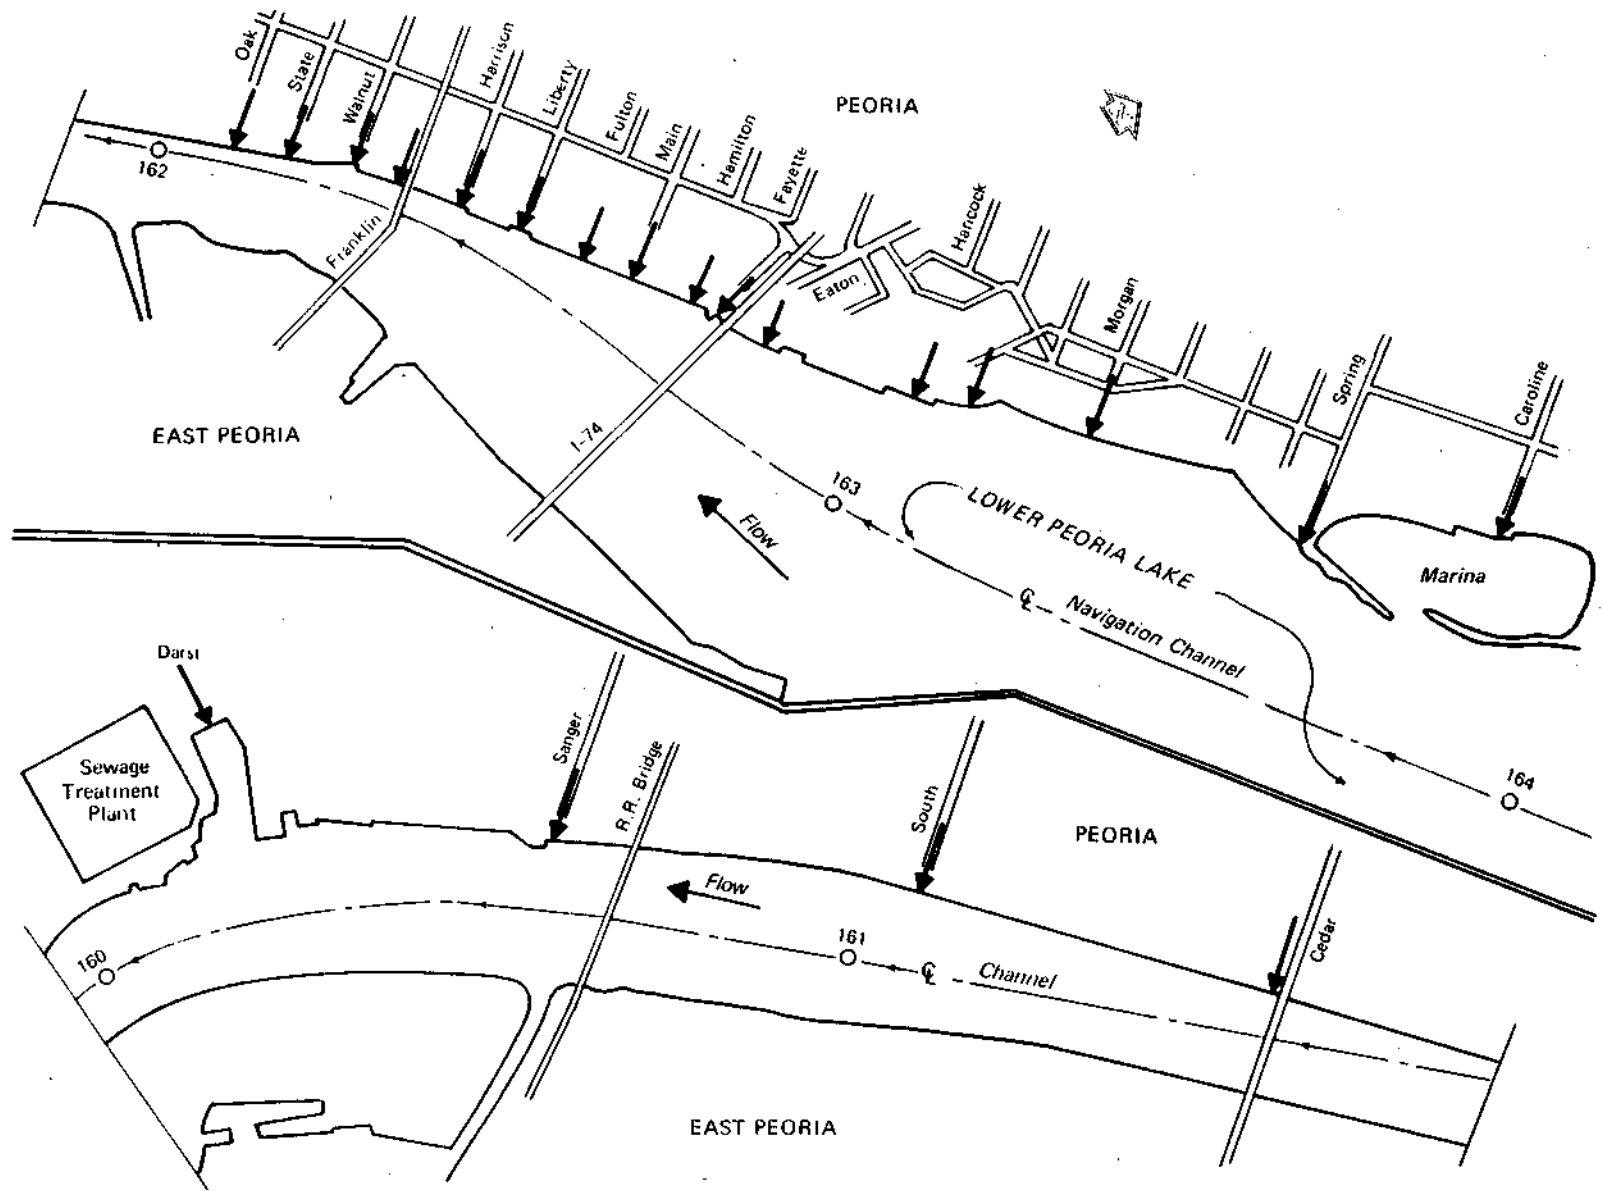 Oak
State
Walnut
Harrison
Liberty
Fulton
Main
Hamilton
Fayette
PEORIA
162
Franklin
Eaton
Hancock
Morgan
Spring
Caroline
EAST PEORIA
I-74
163
Flow
LOWER PEORIA LAKE
Marina
℄ Navigation Channel
164
Darst
Sewage
Treatment
Plant
Sanger
R.R. Bridge
South
PEORIA
Flow
Cedar
160
161
℄ Channel
EAST PEORIA